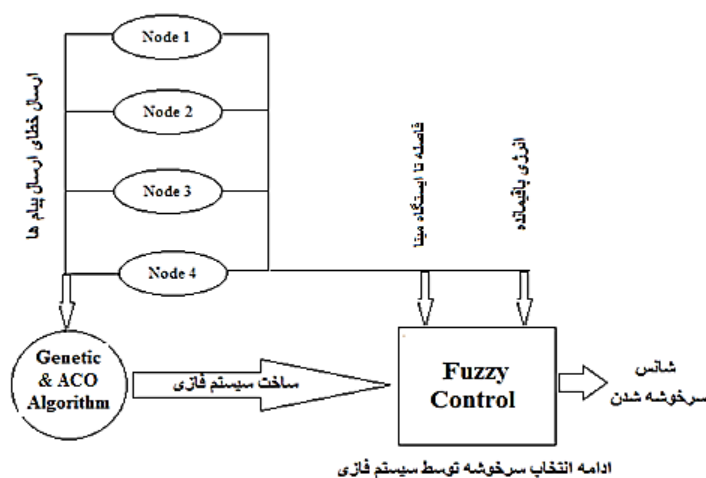 Node 1
Node 2
Node 3
Node 4
ارسال خطای ارسال پیام ها
فاصله تا ایستگاه مبنا
انرژی باقیمانده
Genetic
& ACO
Algorithm
ساخت سیستم فازی
Fuzzy
Control
شانس
سرخوشه شدن
ادامه انتخاب سرخوشه توسط سیستم فازی